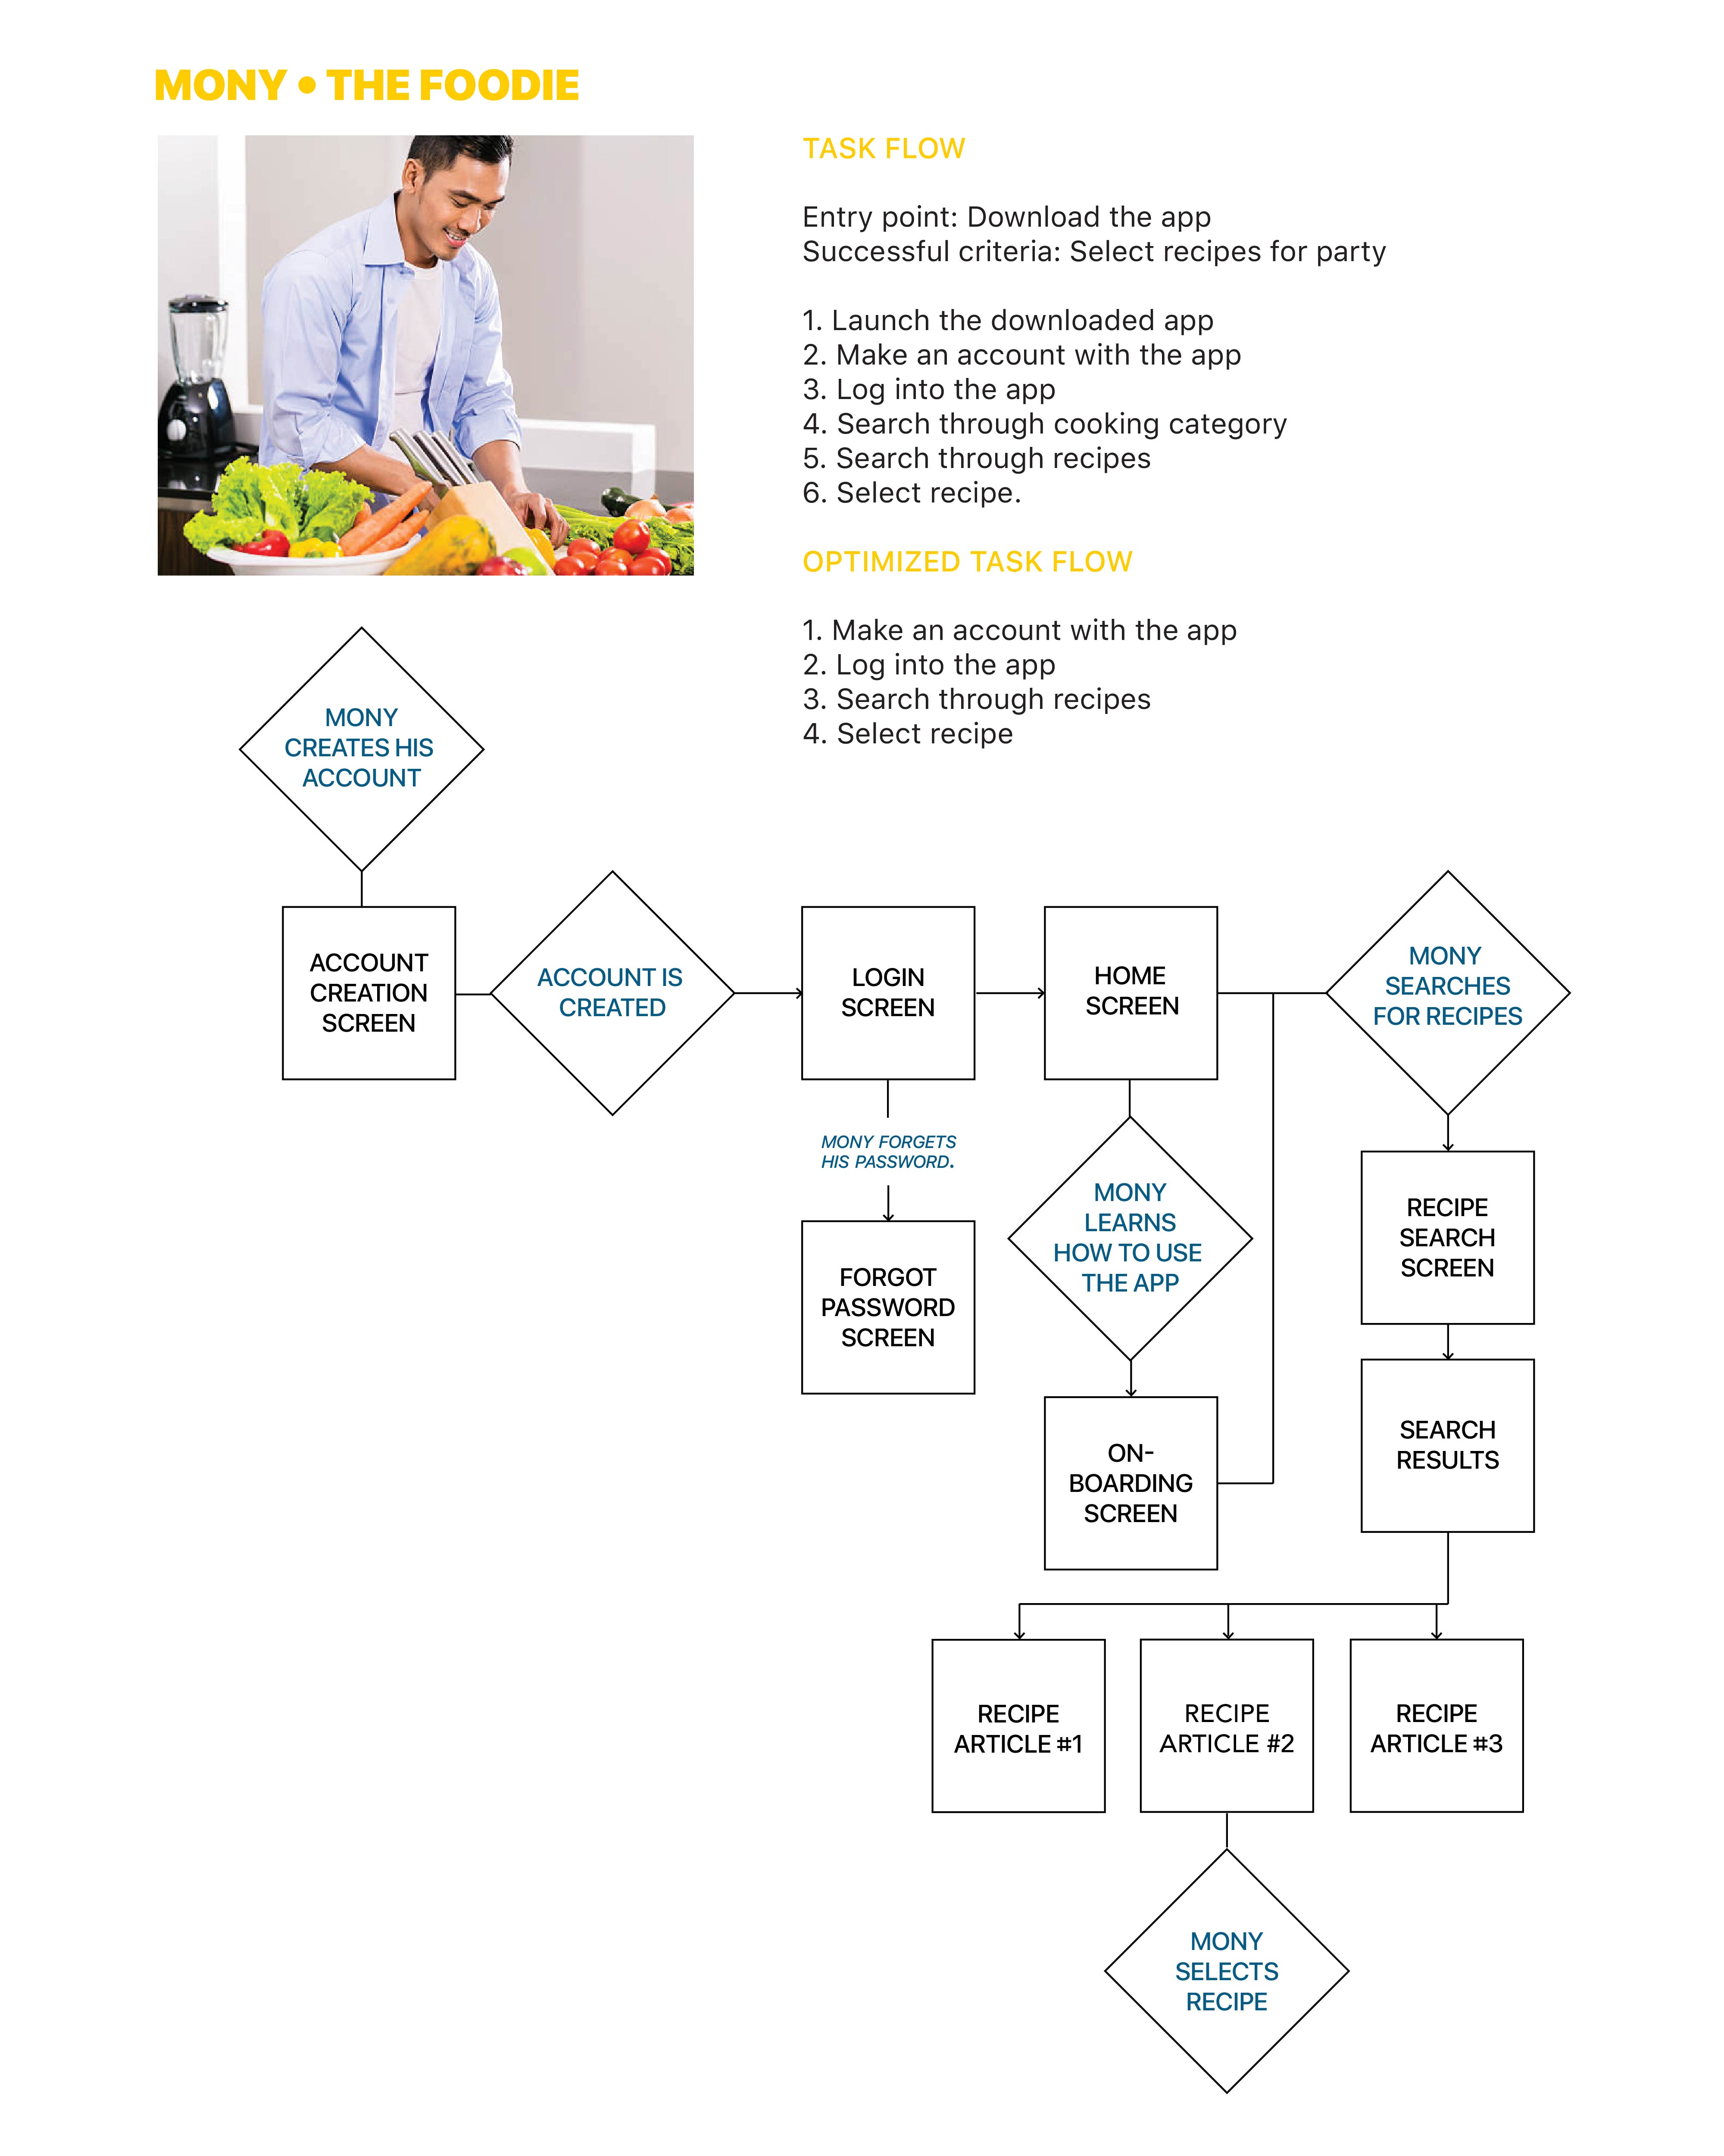 MONY • THE FOODIE
TASK FLOW
Entry point: Download the app
Successful criteria: Select recipes for party
1. Launch the downloaded app
2. Make an account with the app
3. Log into the app
4. Search through cooking category
5. Search through recipes
6. Select recipe.
OPTIMIZED TASK FLOW
1. Make an account with the app
2. Log into the app
3. Search through recipes
4. Select recipe
MONY
CREATES HIS
ACCOUNT
ACCOUNT
CREATION
SCREEN
ACCOUNT IS
CREATED
LOGIN
SCREEN
HOME
SCREEN
MONY
SEARCHES
FOR RECIPES
MONY FORGETS
HIS PASSWORD.
FORGOT
PASSWORD
SCREEN
MONY
LEARNS
HOW TO USE
THE APP
RECIPE
SEARCH
SCREEN
ON-
BOARDING
SCREEN
SEARCH
RESULTS
RECIPE
ARTICLE #1
RECIPE
ARTICLE #2
RECIPE
ARTICLE #3
MONY
SELECTS
RECIPE